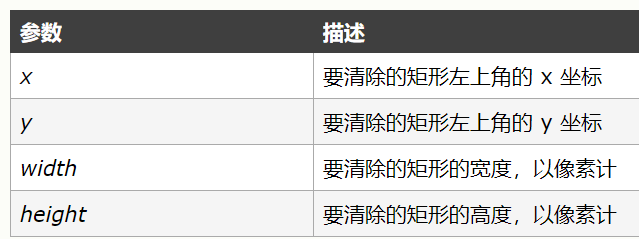 参数 描述
x 要清除的矩形左上角的 x 坐标
y 要清除的矩形左上角的 y 坐标
width 要清除的矩形的宽度，以像素计
height 要清除的矩形的高度，以像素计